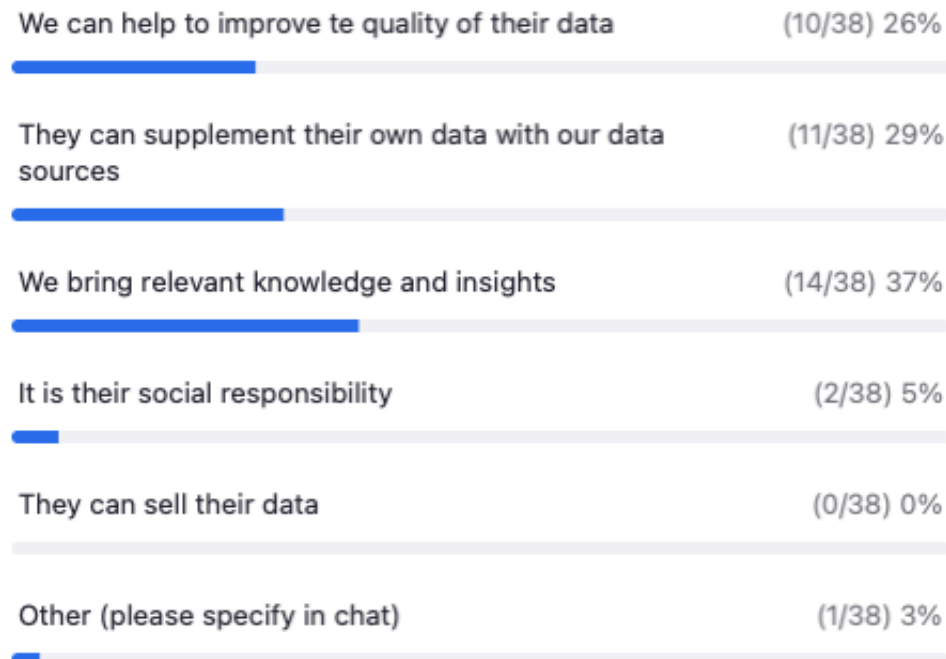 We can help to improve te quality of their data (10/38) 26%
They can supplement their own data with our data (11/38) 29%
sources
We bring relevant knowledge and insights (14/38) 37%
It is their social responsibility (2/38) 5%
They can sell their data (0/38) 0%
Other (please specify in chat) (1/38) 3%